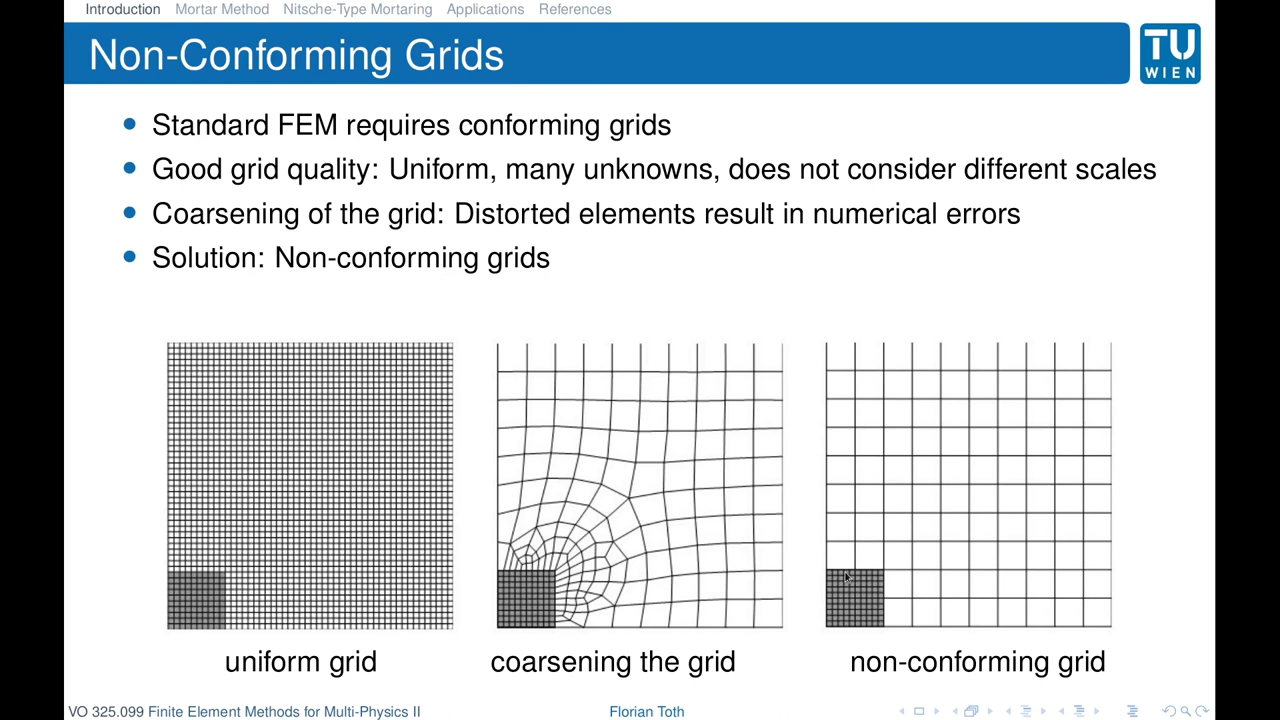 Introduction Mortar Method Nitsche-Type Mortaring Applications References
Non-Conforming Grids
TU
WIEN
Standard FEM requires conforming grids
Good grid quality: Uniform, many unknowns, does not consider different scales
Coarsening of the grid: Distorted elements result in numerical errors
Solution: Non-conforming grids
uniform grid
coarsening the grid
non-conforming grid
VO 325.099 Finite Element Methods for Multi-Physics II
Florian Toth